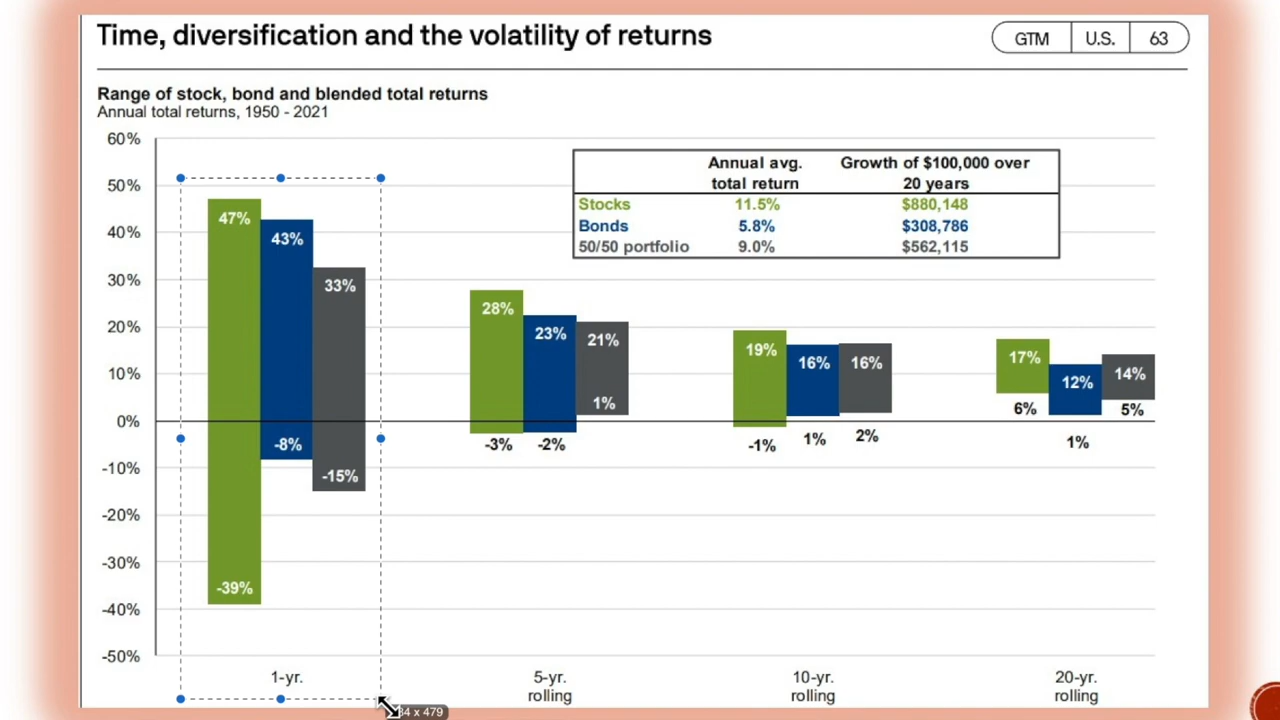 Time, diversification and the volatility of returns
GTM U.S. 63
Range of stock, bond and blended total returns
Annual total returns, 1950 - 2021
60%
50%
40%
30%
20%
10%
0%
-10%
-20%
-30%
-40%
-50%
Annual avg. Growth of $100,000 over
total return 20 years
Stocks 11.5% $880,148
Bonds 5.8% $308,786
50/50 portfolio 9.0% $562,115
47%
43%
33%
-8%
-15%
-39%
28%
23%
21%
1%
-3%
-2%
19%
16%
16%
-1%
1%
2%
17%
12%
14%
6%
1%
5%
1-yr.
5-yr.
rolling
10-yr.
rolling
20-yr.
rolling
x 479